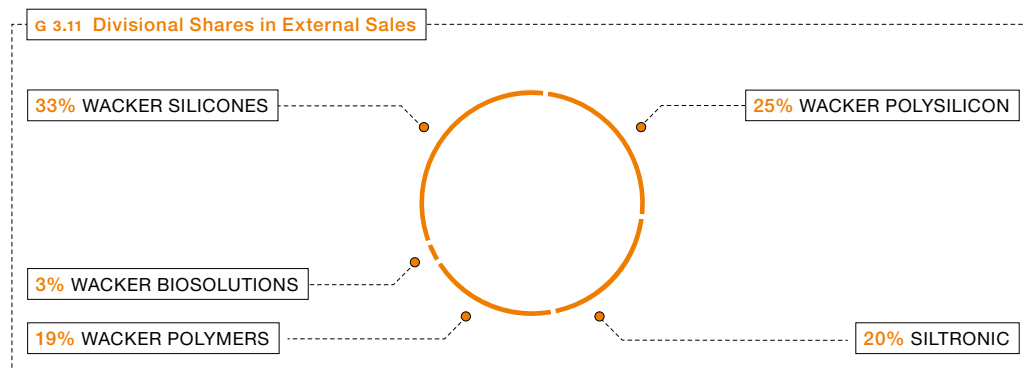 G 3.11 Divisional Shares in External Sales
33% WACKER SILICONES
25% WACKER POLYSILICON
3% WACKER BIOSOLUTIONS
19% WACKER POLYMERS
20% SILTRONIC